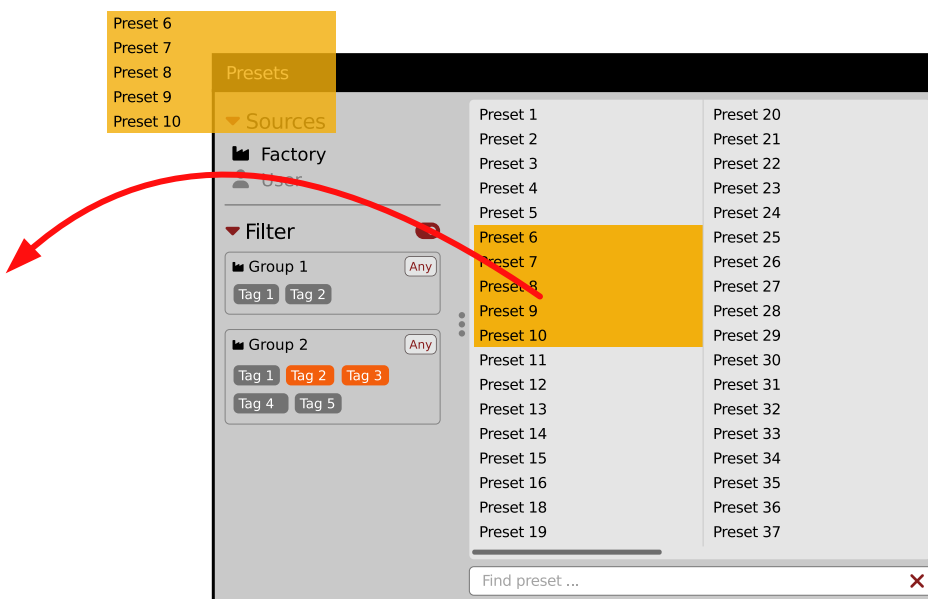 Preset 6
Preset 7
Preset 8
Preset 9
Preset 10
Presets
Sources
Factory
User
Filter
Group 1 Any
Tag 1 Tag 2
Group 2 Any
Tag 1 Tag 2 Tag 3
Tag 4 Tag 5
Preset 1
Preset 2
Preset 3
Preset 4
Preset 5
Preset 6
Preset 7
Preset 8
Preset 9
Preset 10
Preset 11
Preset 12
Preset 13
Preset 14
Preset 15
Preset 16
Preset 18
Preset 19
Preset 20
Preset 21
Preset 22
Preset 23
Preset 24
Preset 25
Preset 26
Preset 27
Preset 28
Preset 29
Preset 30
Preset 31
Preset 32
Preset 33
Preset 34
Preset 35
Preset 36
Preset 37
Find preset ...